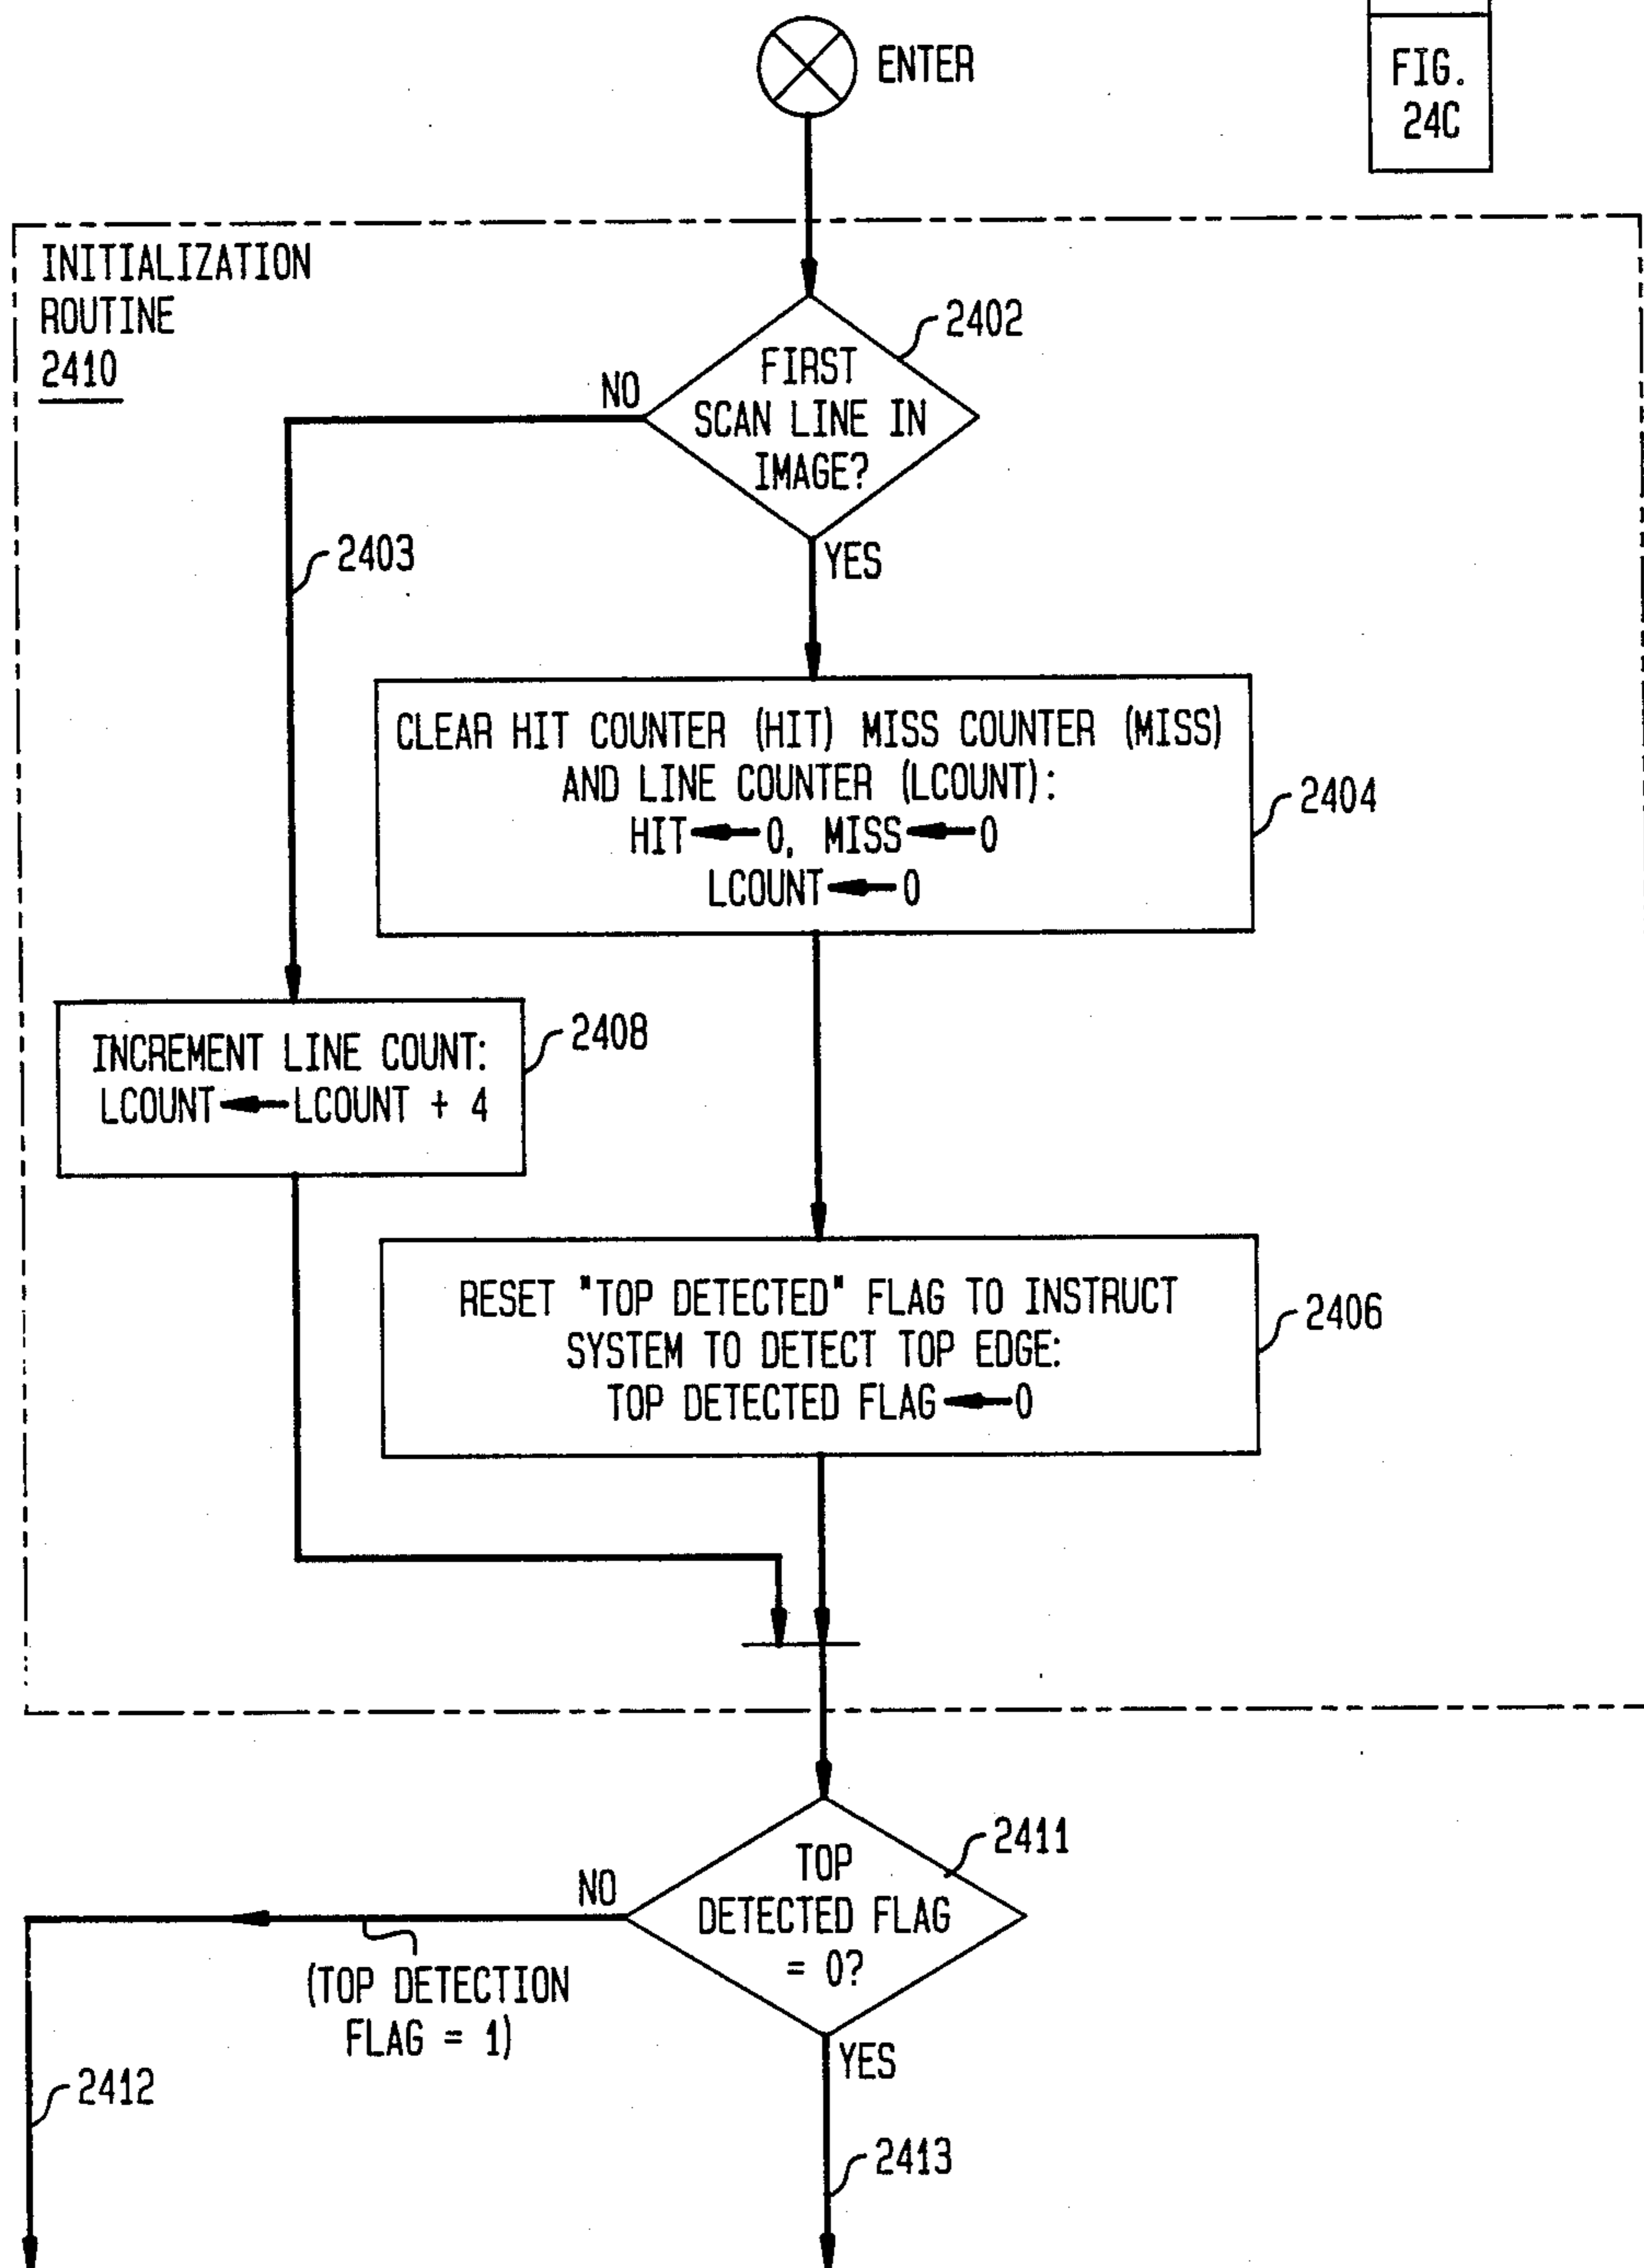 FIG.
24C
ENTER
INITIALIZATION
ROUTINE
2410
2402
FIRST
SCAN LINE IN
IMAGE?
NO
YES
2403
CLEAR HIT COUNTER (HIT) MISS COUNTER (MISS)
AND LINE COUNTER (LCOUNT):
HIT←0, MISS←0
LCOUNT←0
2404
INCREMENT LINE COUNT:
LCOUNT←LCOUNT + 4
2408
RESET "TOP DETECTED" FLAG TO INSTRUCT
SYSTEM TO DETECT TOP EDGE:
TOP DETECTED FLAG←0
2406
2411
TOP
DETECTED FLAG
= 0?
NO
(TOP DETECTION
FLAG = 1)
YES
2412
2413